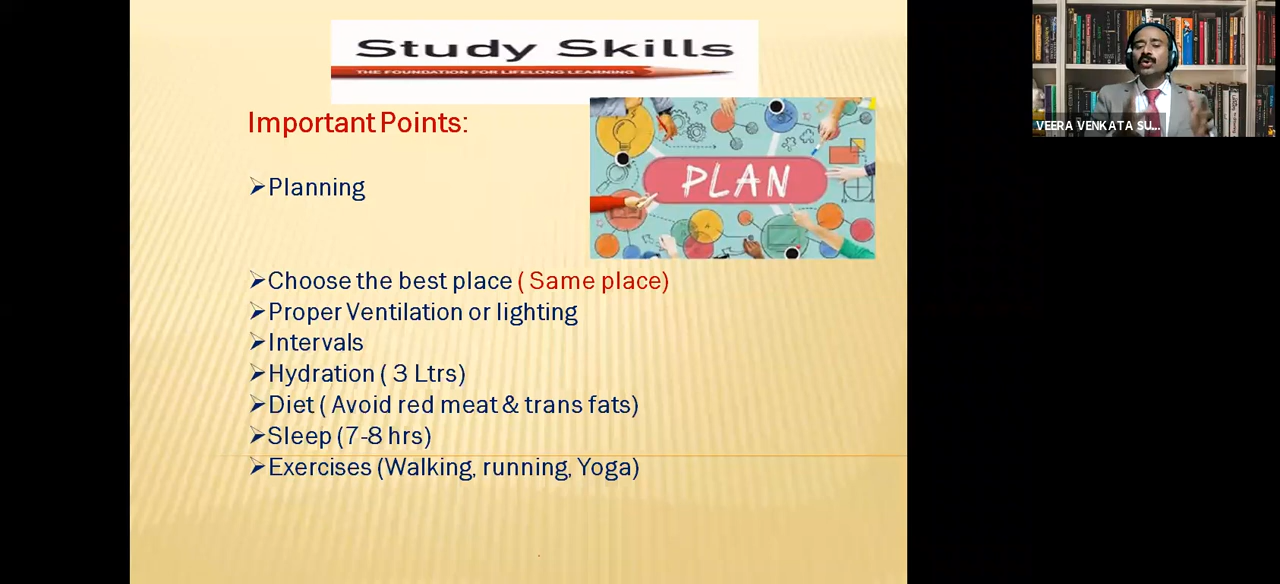 Study Skills
THE FOUNDATION FOR LIFELONG LEARNING
Important Points:
PLAN
➢Planning
➢Choose the best place ( Same place)
➢Proper Ventilation or lighting
➢Intervals
➢Hydration ( 3 Ltrs)
➢Diet ( Avoid red meat & trans fats)
➢Sleep (7-8 hrs)
➢Exercises (Walking, running, Yoga)
VEERA VENKATA SU...